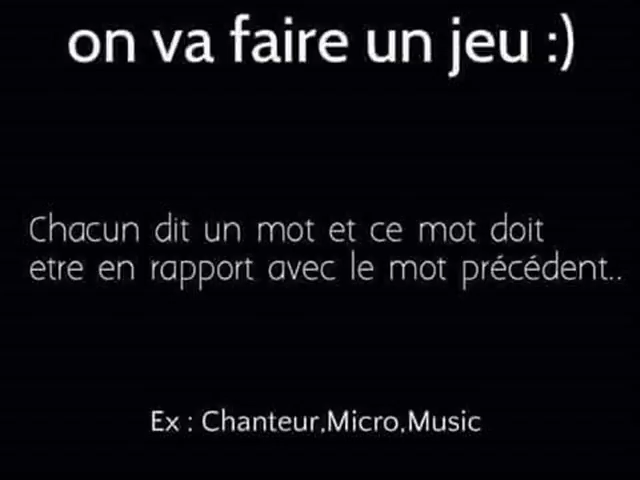 on va faire un jeu :)
Chacun dit un mot et ce mot doit
etre en rapport avec le mot précédent..
Ex : Chanteur,Micro,Music